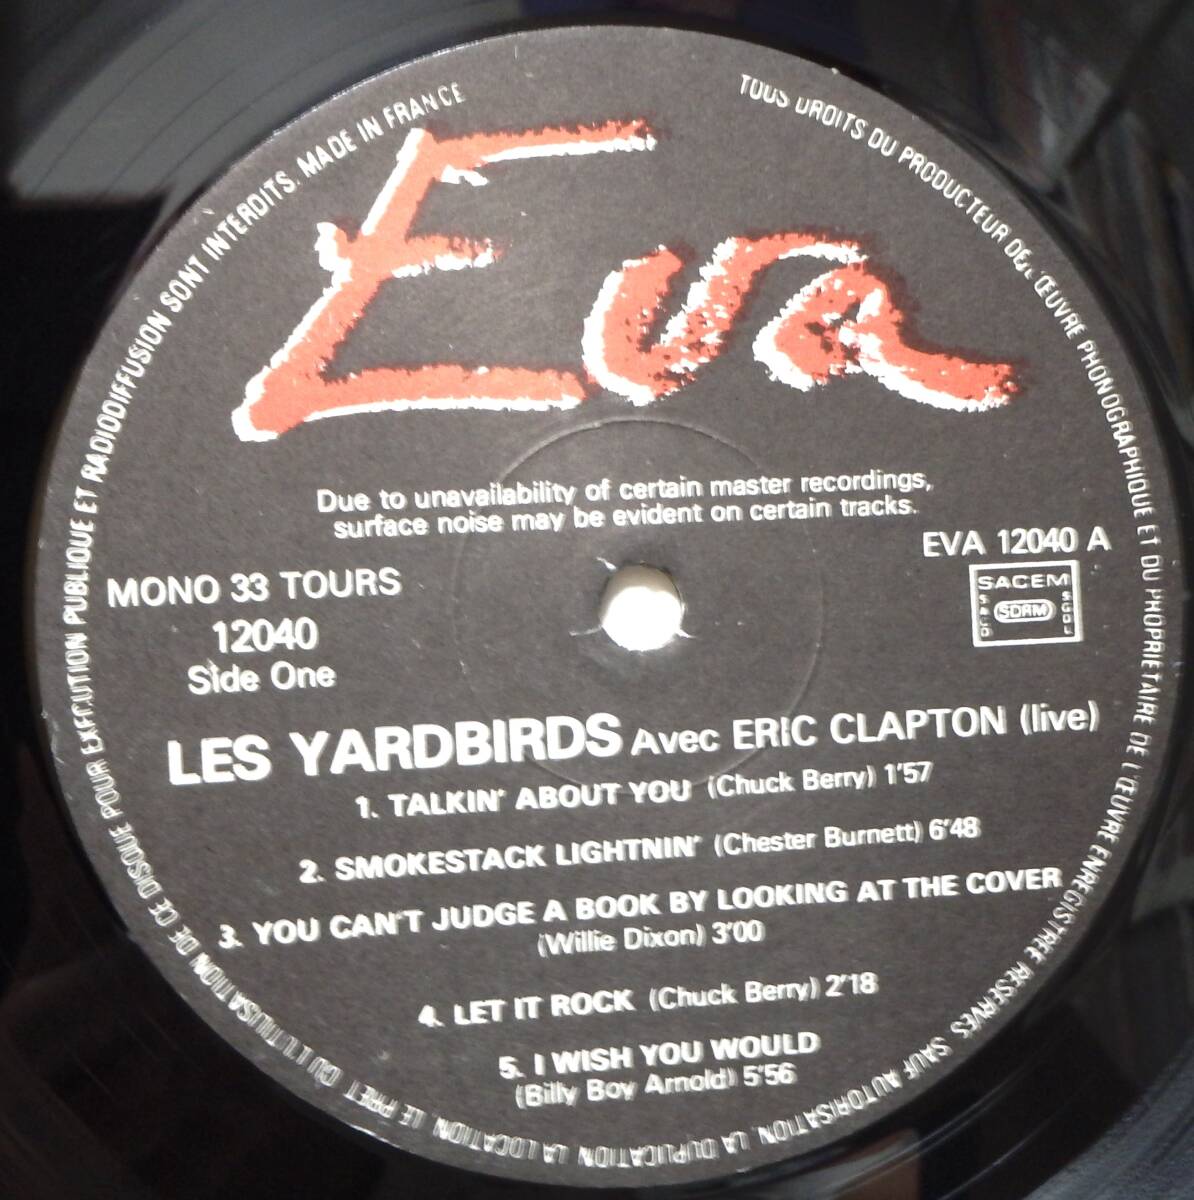 TOUS DROITS DU PRODUCTEUR DE L'ŒUVRE PHONOGRAPHIQUE ET DU PROPRIETAIRE DE L'ŒUVRE ENREGISTREE RESERVES. SAUF AUTORISATION, LA DUPLICATION, LA LOCATION, LE PRET OU L'UTILISATION DE CE DISQUE POUR EXECUTION PUBLIQUE ET RADIODIFFUSION SONT INTERDITS. MADE IN FRANCE
Eva
Due to unavailability of certain master recordings,
surface noise may be evident on certain tracks.
EVA 12040 A
SACEM
SACD
SDRM
SGDL
MONO 33 TOURS
12040
Side One
LES YARDBIRDS Avec ERIC CLAPTON (live)
1. TALKIN' ABOUT YOU (Chuck Berry) 1'57
2. SMOKESTACK LIGHTNIN' (Chester Burnett) 6'48
3. YOU CAN'T JUDGE A BOOK BY LOOKING AT THE COVER
(Willie Dixon) 3'00
4. LET IT ROCK (Chuck Berry) 2'18
5. I WISH YOU WOULD
(Billy Boy Arnold) 5'56